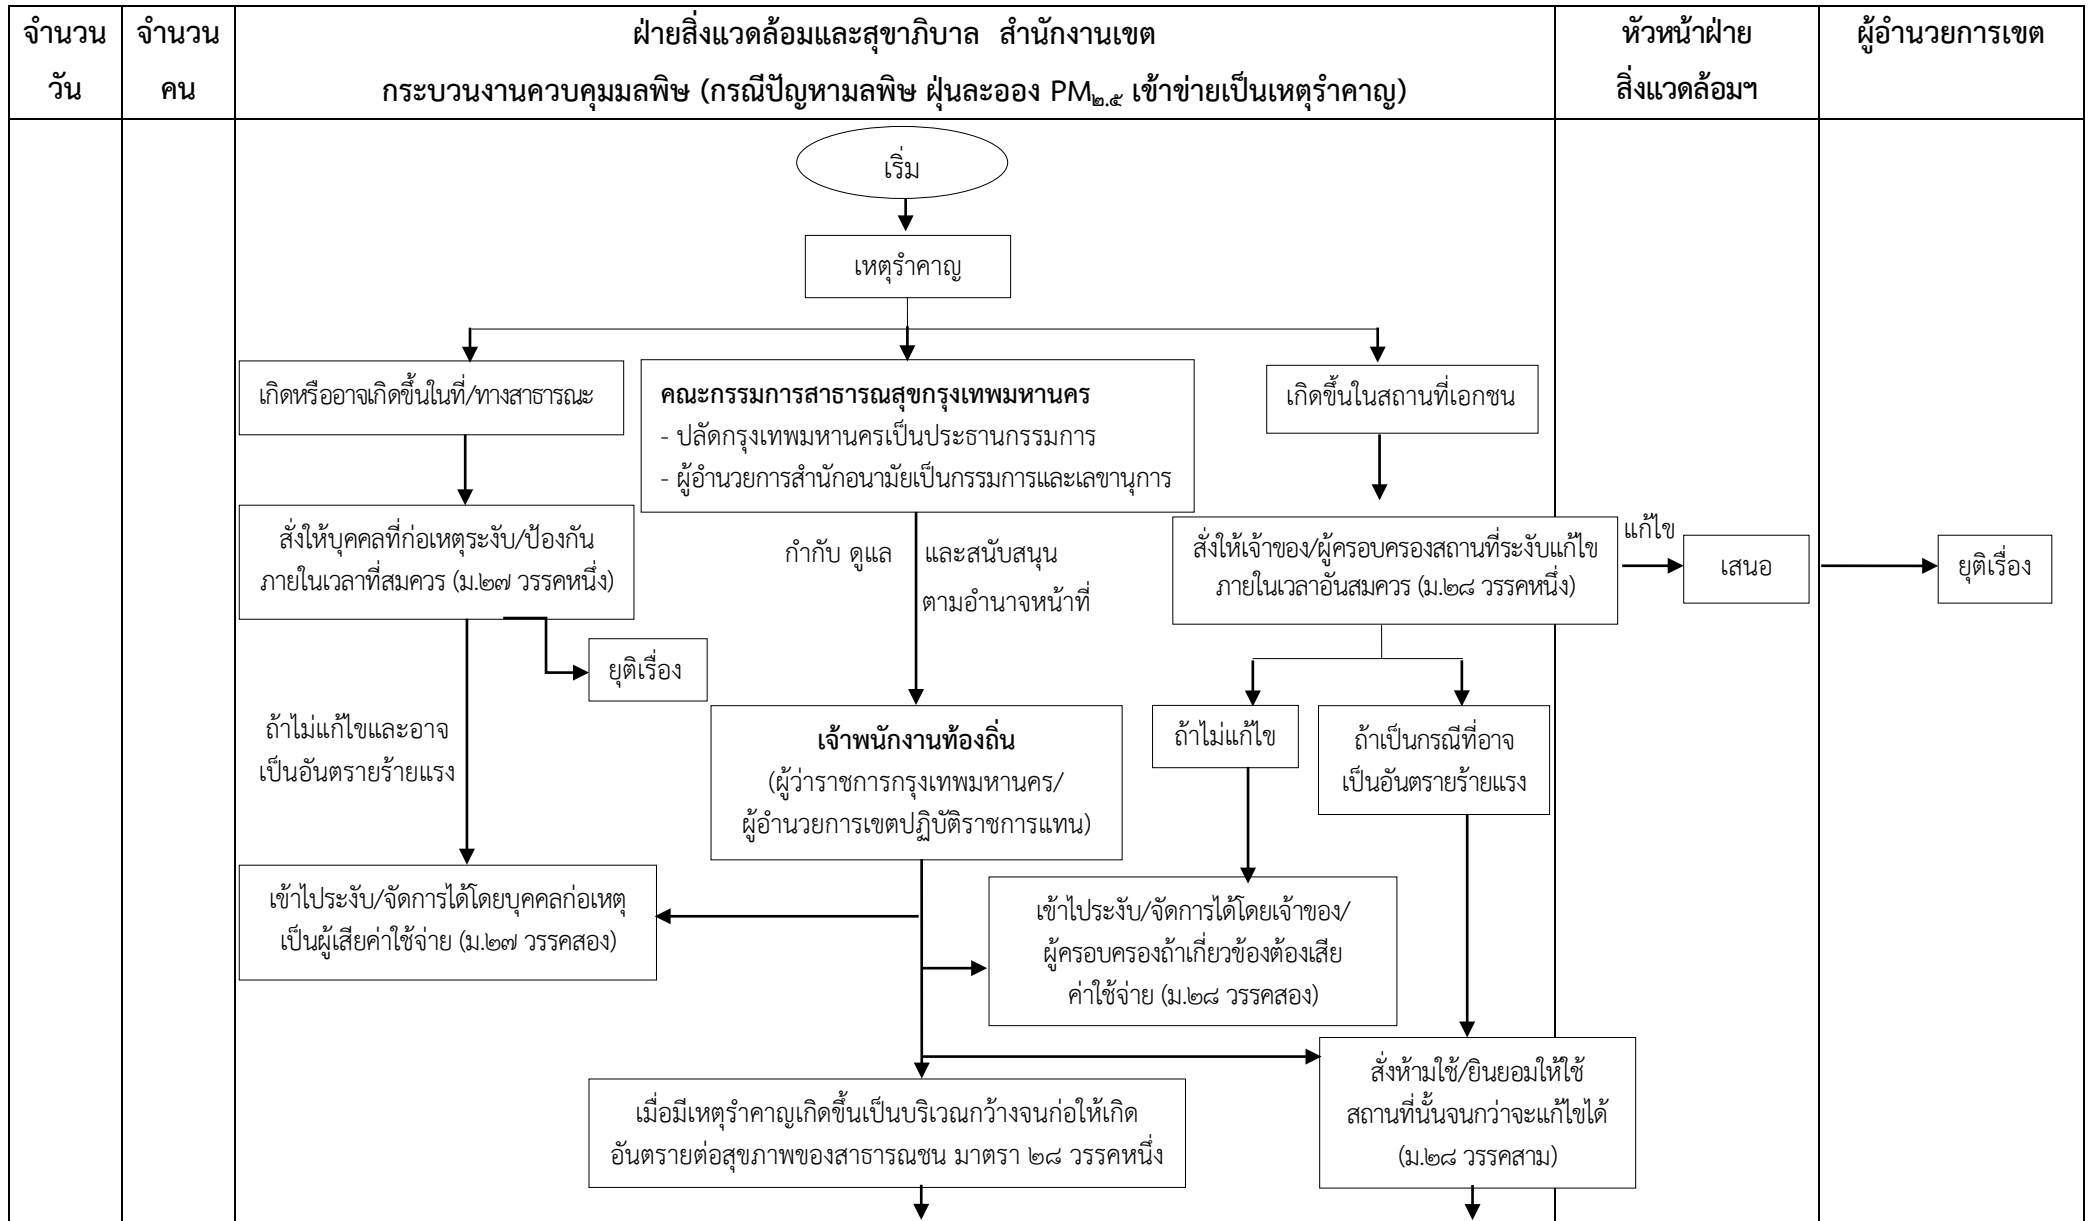 จำนวน
วัน
จำนวน
คน
ฝ่ายสิ่งแวดล้อมและสุขาภิบาล สำนักงานเขต
กระบวนงานควบคุมมลพิษ (กรณีปัญหามลพิษ ฝุ่นละออง PM๒.๕ เข้าข่ายเป็นเหตุรำคาญ)
หัวหน้าฝ่าย
สิ่งแวดล้อมฯ
ผู้อำนวยการเขต
เริ่ม
เหตุรำคาญ
เกิดหรืออาจเกิดขึ้นในที่/ทางสาธารณะ
คณะกรรมการสาธารณสุขกรุงเทพมหานคร
- ปลัดกรุงเทพมหานครเป็นประธานกรรมการ
- ผู้อำนวยการสำนักอนามัยเป็นกรรมการและเลขานุการ
เกิดขึ้นในสถานที่เอกชน
สั่งให้บุคคลที่ก่อเหตุระงับ/ป้องกัน
ภายในเวลาที่สมควร (ม.๒๗ วรรคหนึ่ง)
กำกับ ดูแล และสนับสนุน
ตามอำนาจหน้าที่
สั่งให้เจ้าของ/ผู้ครอบครองสถานที่ระงับแก้ไข
ภายในเวลาอันสมควร (ม.๒๘ วรรคหนึ่ง)
แก้ไข
เสนอ
ยุติเรื่อง
ยุติเรื่อง
ถ้าไม่แก้ไขและอาจ
เป็นอันตรายร้ายแรง
เจ้าพนักงานท้องถิ่น
(ผู้ว่าราชการกรุงเทพมหานคร/
ผู้อำนวยการเขตปฏิบัติราชการแทน)
ถ้าไม่แก้ไข
ถ้าเป็นกรณีที่อาจ
เป็นอันตรายร้ายแรง
เข้าไประงับ/จัดการได้โดยบุคคลก่อเหตุ
เป็นผู้เสียค่าใช้จ่าย (ม.๒๗ วรรคสอง)
เข้าไประงับ/จัดการได้โดยเจ้าของ/
ผู้ครอบครองถ้าเกี่ยวข้องต้องเสีย
ค่าใช้จ่าย (ม.๒๘ วรรคสอง)
เมื่อมีเหตุรำคาญเกิดขึ้นเป็นบริเวณกว้างจนก่อให้เกิด
อันตรายต่อสุขภาพของสาธารณชน มาตรา ๒๘ วรรคหนึ่ง
สั่งห้ามใช้/ยินยอมให้ใช้
สถานที่นั้นจนกว่าจะแก้ไขได้
(ม.๒๘ วรรคสาม)